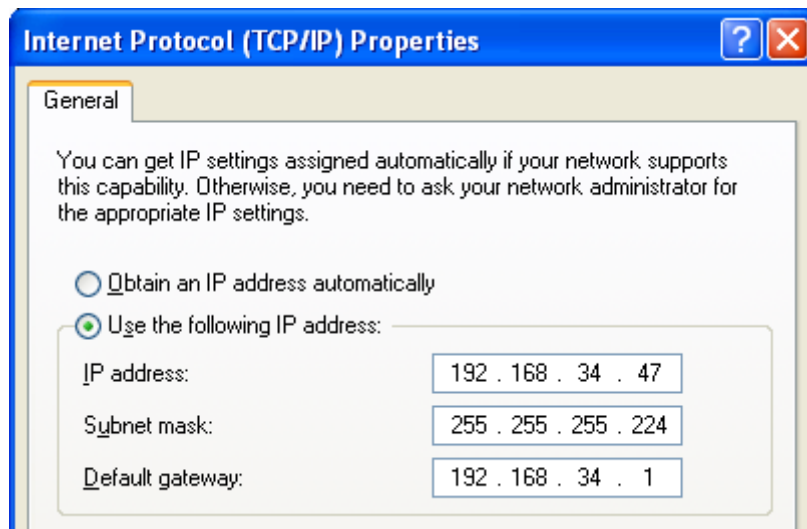 Internet Protocol (TCP/IP) Properties
General
You can get IP settings assigned automatically if your network supports
this capability. Otherwise, you need to ask your network administrator for
the appropriate IP settings.
Obtain an IP address automatically
Use the following IP address:
IP address: 192 . 168 . 34 . 47
Subnet mask: 255 . 255 . 255 . 224
Default gateway: 192 . 168 . 34 . 1